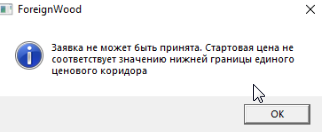 ForeignWood
Заявка не может быть принята. Стартовая цена не
соответствует значению нижней границы единого
ценового коридора
OK